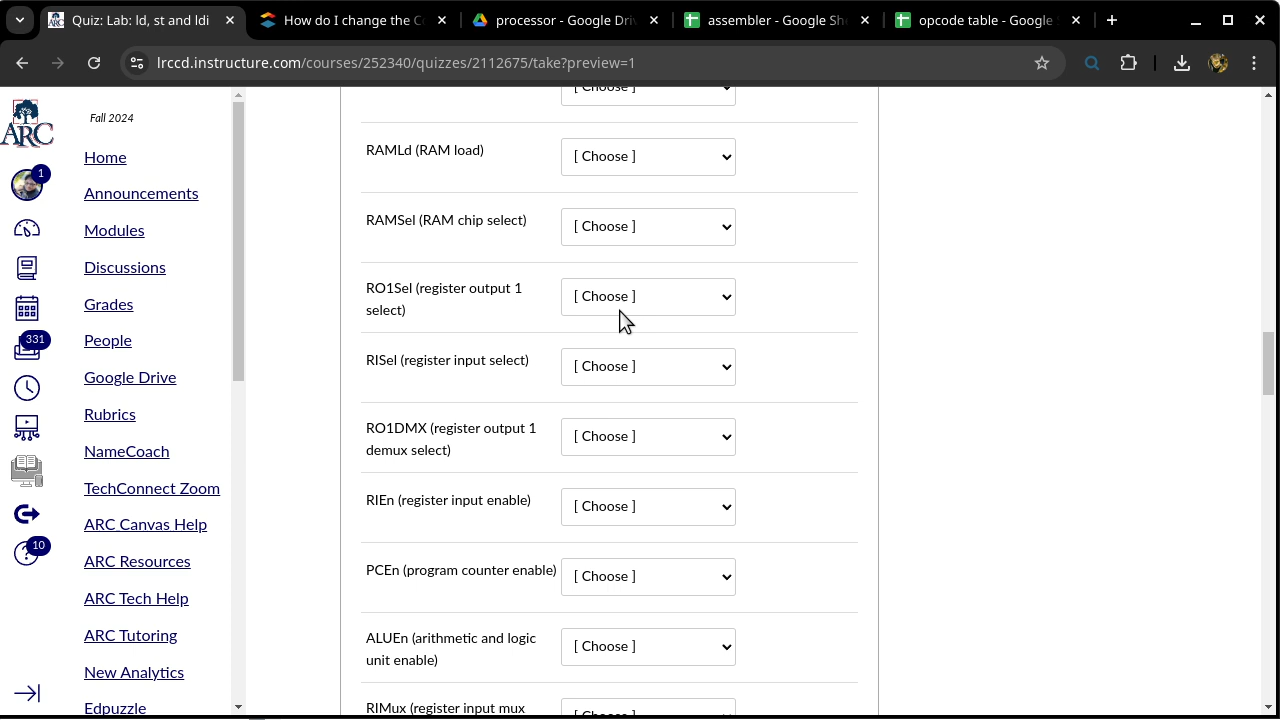 Quiz: Lab: ld, st and ldi
How do I change the C
processor - Google Dri
assembler - Google She
opcode table - Google
lrccd.instructure.com/courses/252340/quizzes/2112675/take?preview=1
ARC
Fall 2024
1
331
10
Home
Announcements
Modules
Discussions
Grades
People
Google Drive
Rubrics
NameCoach
TechConnect Zoom
ARC Canvas Help
ARC Resources
ARC Tech Help
ARC Tutoring
New Analytics
Edpuzzle
[ Choose ]
RAMLd (RAM load)
[ Choose ]
RAMSel (RAM chip select)
[ Choose ]
RO1Sel (register output 1
select)
[ Choose ]
RISel (register input select)
[ Choose ]
RO1DMX (register output 1
demux select)
[ Choose ]
RIEn (register input enable)
[ Choose ]
PCEn (program counter enable)
[ Choose ]
ALUEn (arithmetic and logic
unit enable)
[ Choose ]
RIMux (register input mux
[ Choose ]